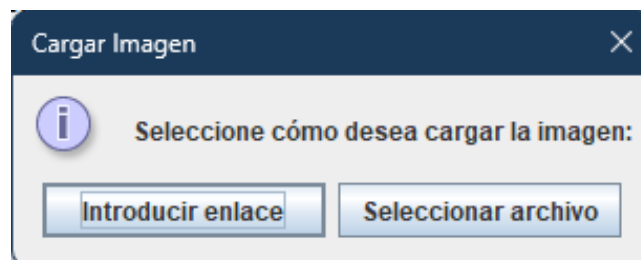 Cargar Imagen
Seleccione cómo desea cargar la imagen:
Introducir enlace
Seleccionar archivo